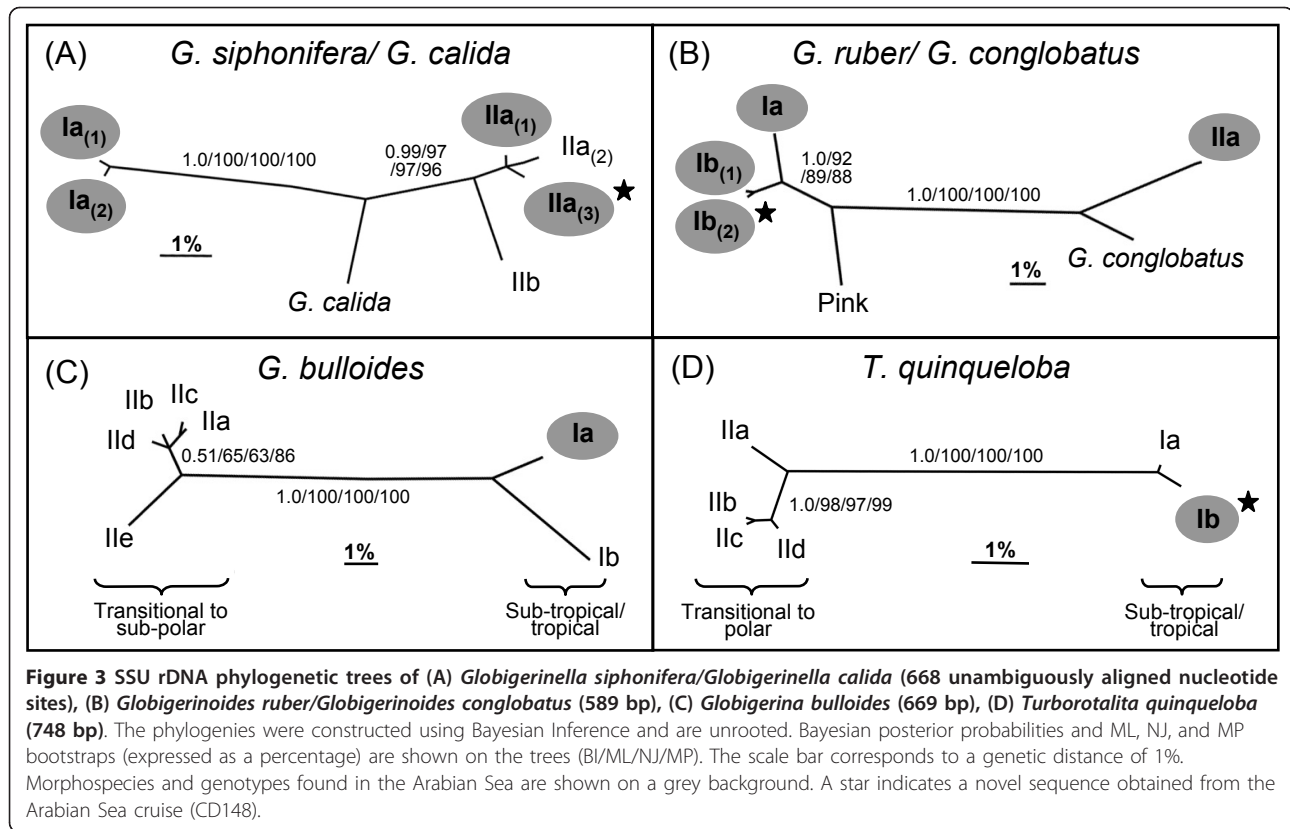 (A) G. siphonifera/ G. calida
Ia(1)
Ia(2)
1.0/100/100/100
0.99/97
/97/96
IIa(1)
IIa(2)
IIa(3) ★
IIb
G. calida
1%
(B) G. ruber/ G. conglobatus
Ia
Ib(1)
Ib(2) ★
1.0/92
/89/88
1.0/100/100/100
IIa
G. conglobatus
Pink
1%
(C) G. bulloides
IIb IIc
IId IIa
0.51/65/63/86
1.0/100/100/100
IIe
Ia
Ib
1%
Transitional to
sub-polar
Sub-tropical/
tropical
(D) T. quinqueloba
IIa
1.0/100/100/100
Ia
Ib ★
IIb
IIc
IId
1.0/98/97/99
1%
Transitional to
polar
Sub-tropical/
tropical
Figure 3 SSU rDNA phylogenetic trees of (A) Globigerinella siphonifera/Globigerinella calida (668 unambiguously aligned nucleotide
sites), (B) Globigerinoides ruber/Globigerinoides conglobatus (589 bp), (C) Globigerina bulloides (669 bp), (D) Turborotalita quinqueloba
(748 bp). The phylogenies were constructed using Bayesian Inference and are unrooted. Bayesian posterior probabilities and ML, NJ, and MP
bootstraps (expressed as a percentage) are shown on the trees (BI/ML/NJ/MP). The scale bar corresponds to a genetic distance of 1%.
Morphospecies and genotypes found in the Arabian Sea are shown on a grey background. A star indicates a novel sequence obtained from the
Arabian Sea cruise (CD148).